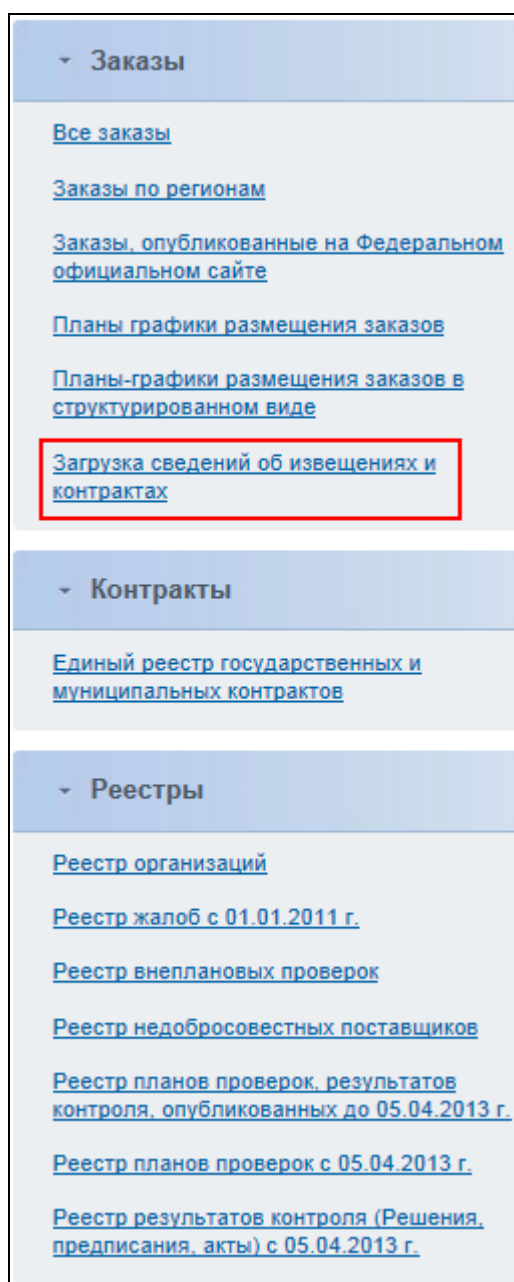 Заказы
Все заказы
Заказы по регионам
Заказы, опубликованные на Федеральном
официальном сайте
Планы графики размещения заказов
Планы-графики размещения заказов в
структурированном виде
Загрузка сведений об извещениях и
контрактах
Контракты
Единый реестр государственных и
муниципальных контрактов
Реестры
Реестр организаций
Реестр жалоб с 01.01.2011 г.
Реестр внеплановых проверок
Реестр недобросовестных поставщиков
Реестр планов проверок, результатов
контроля, опубликованных до 05.04.2013 г.
Реестр планов проверок с 05.04.2013 г.
Реестр результатов контроля (Решения,
предписания, акты) с 05.04.2013 г.